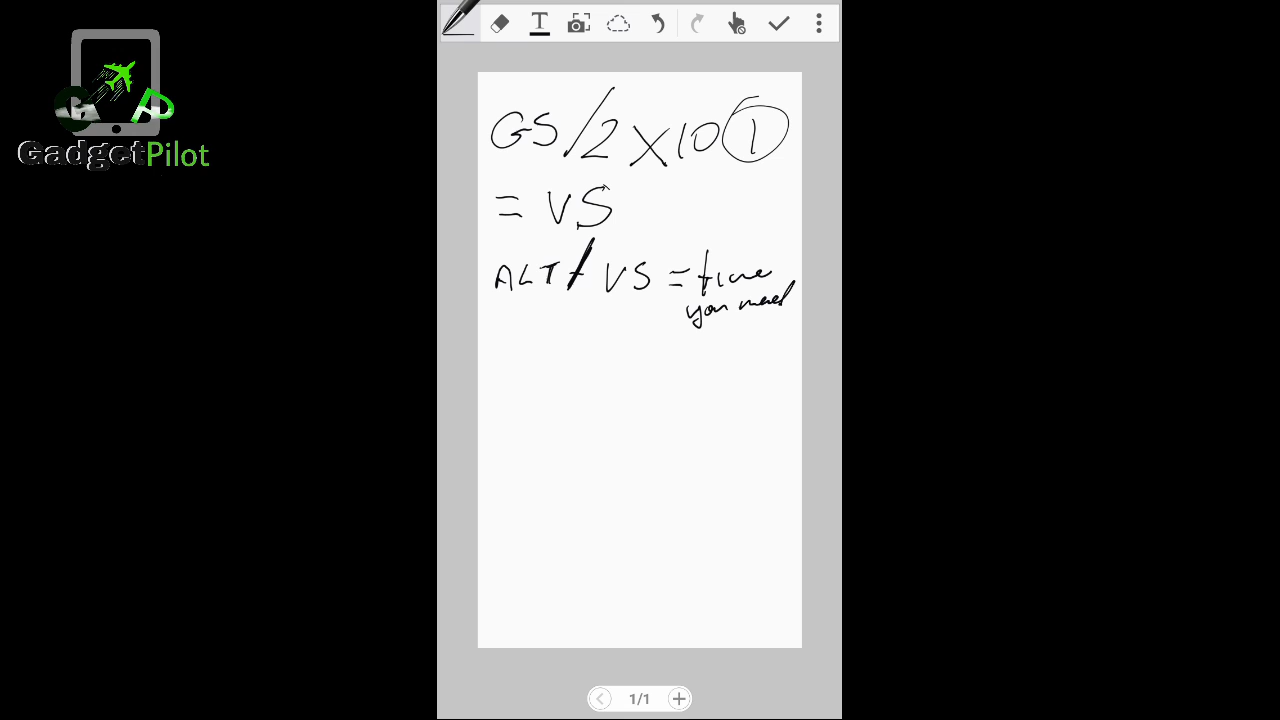 GadgetPilot
T
GS/2 X 10 1
= VS
ALT / VS = time
you need
1/1